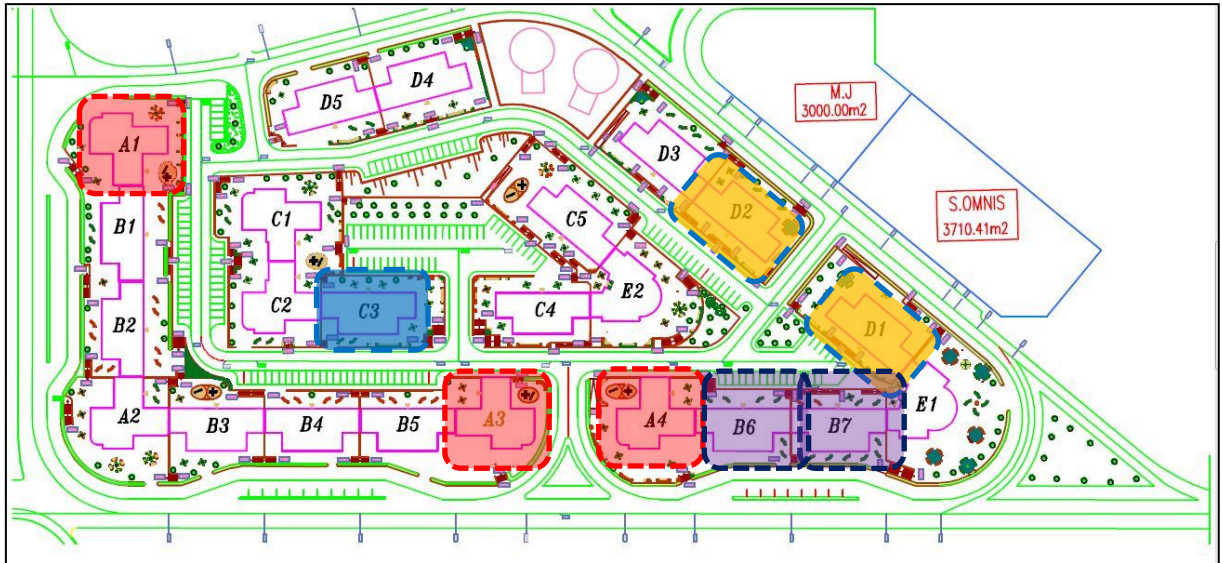 D4
D5
M.J
3000.00m2
A1
D3
D2
S.OMNIS
3710.41m2
B1
C1
C5
C2
C3
C4
E2
B2
D1
A2
B3
B4
B5
A3
A4
B6
B7
E1